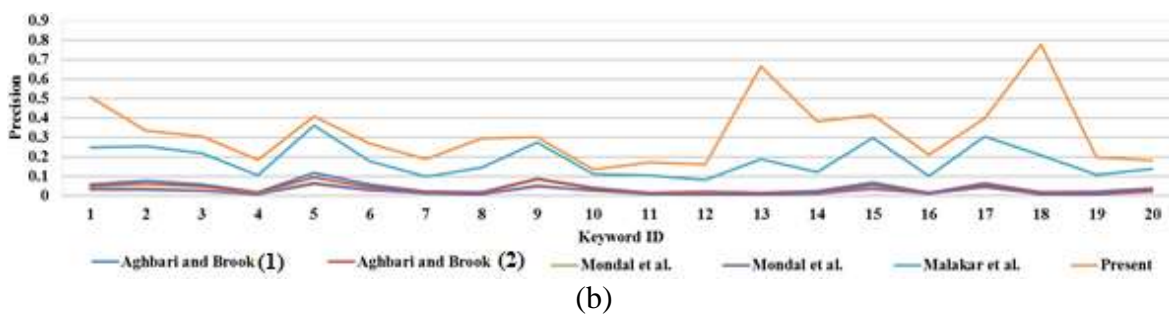 0.9
0.8
0.7
0.6
0.5
0.4
0.3
0.2
0.1
0
Precision
1 2 3 4 5 6 7 8 9 10 11 12 13 14 15 16 17 18 19 20
Keyword ID
Aghbari and Brook (1) Aghbari and Brook (2) Mondal et al. Mondal et al. Malakar et al. Present
(b)